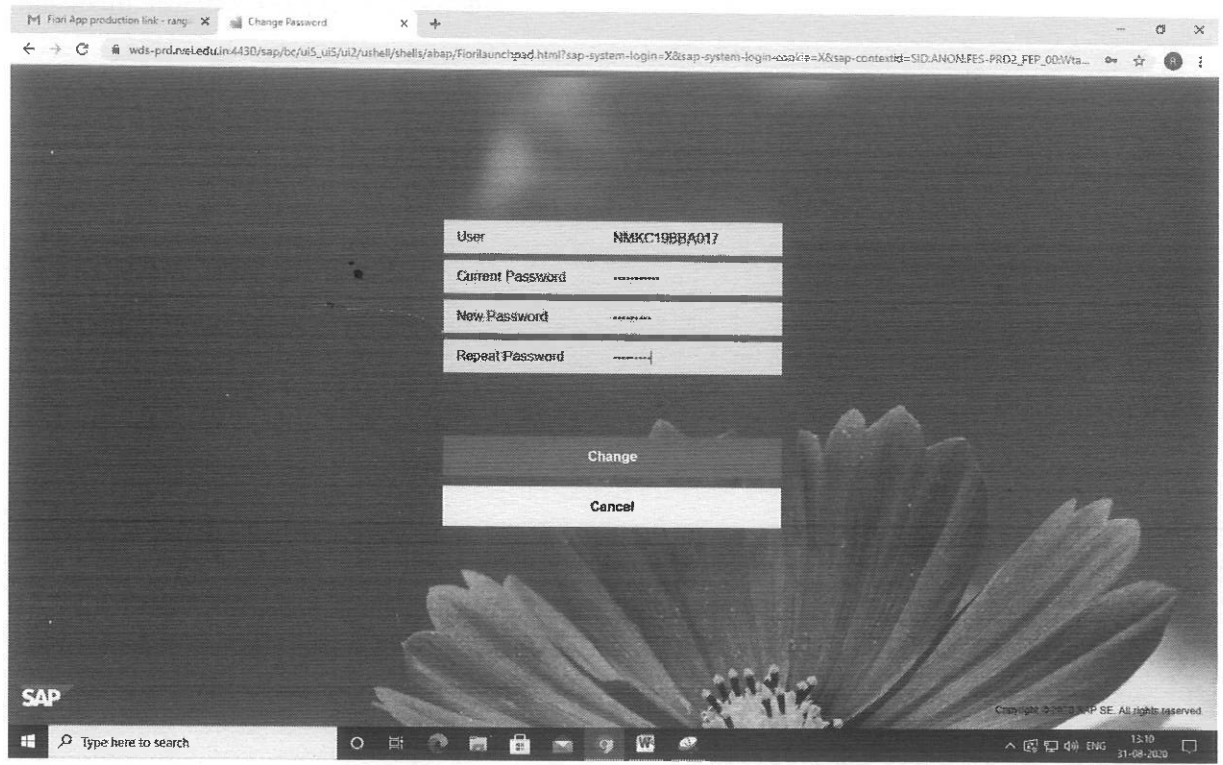 Fiori App production link - rang
Change Password
wds-prd.nsel.edu.in:4430/sap/bc/ui5_ui5/ui2/ushell/shells/abap/Fiorilaunchpad.html?sap-system-login=X&sap-system-login-cookie=X&sap-contextid=SID:ANON:FES-PRD2_FEP_00:Vta...
User NMKC19BBA017
Current Password
New Password
Repeat Password
Change
Cancel
SAP
Copyright © 2020 SAP SE. All rights reserved.
Type here to search
ENG
13:10
31-08-2020